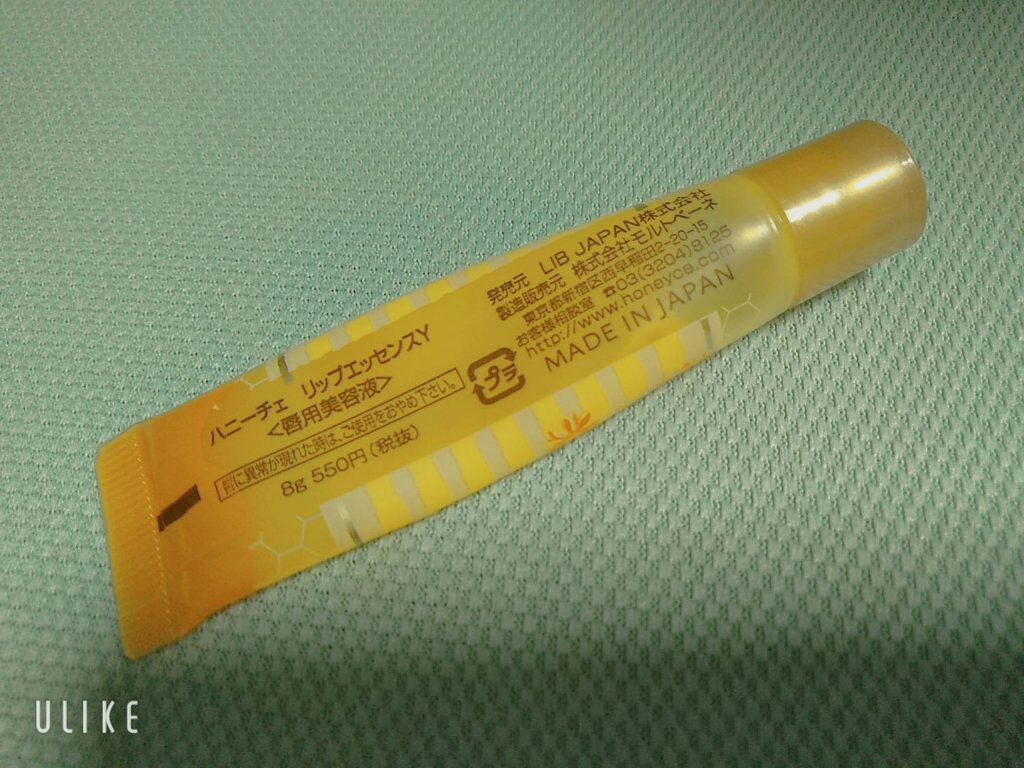 ハニーチェ リップエッセンスY
<唇用美容液>
唇に異常が現れた時は、ご使用をおやめ下さい。
8g 550円(税抜)
プラ
発売元 LIB JAPAN株式会社
製造販売元 株式会社モルトベーネ
東京都新宿区西早稲田2-20-15
お客様相談室 ☎03(3204)8125
http://www.honeyce.com
MADE IN JAPAN
ULIKE